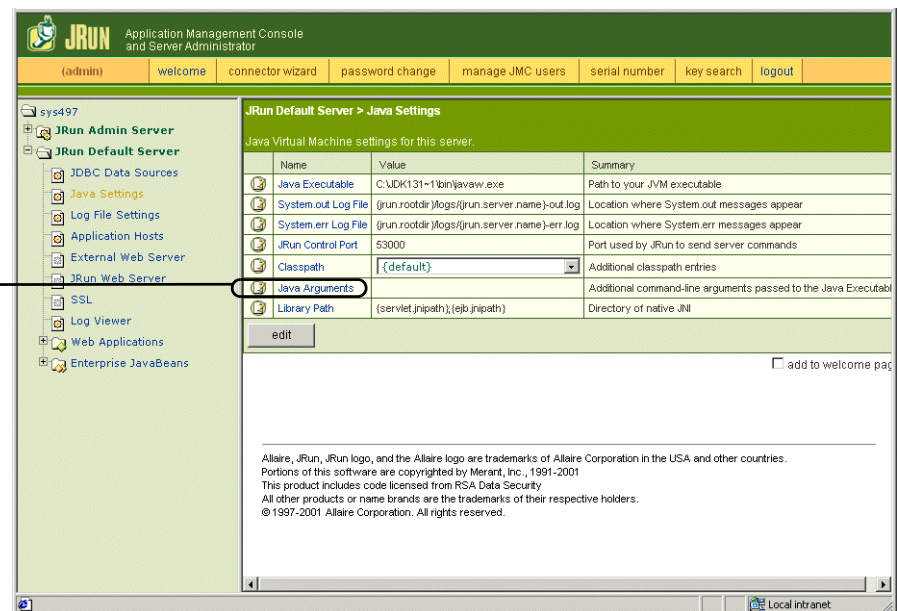 JRUN Application Management Console
and Server Administrator
(admin) welcome connector wizard password change manage JMC users serial number key search logout
sys497
JRun Admin Server
JRun Default Server
JDBC Data Sources
Java Settings
Log File Settings
Application Hosts
External Web Server
JRun Web Server
SSL
Log Viewer
Web Applications
Enterprise JavaBeans
JRun Default Server > Java Settings
Java Virtual Machine settings for this server.
Name Value Summary
Java Executable C:\JDK131~1\bin\javaw.exe Path to your JVM executable
System.out Log File {jrun.rootdir}/logs/{jrun.server.name}-out.log Location where System.out messages appear
System.err Log File {jrun.rootdir}/logs/{jrun.server.name}-err.log Location where System.err messages appear
JRun Control Port 53000 Port used by JRun to send server commands
Classpath {default} Additional classpath entries
Java Arguments Additional command-line arguments passed to the Java Executabl
Library Path {servlet.jnipath};{ejb.jnipath} Directory of native JNI
edit
add to welcome pag
Allaire, JRun, JRun logo, and the Allaire logo are trademarks of Allaire Corporation in the USA and other countries.
Portions of this software are copyrighted by Merant, Inc., 1991-2001
This product includes code licensed from RSA Data Security
All other products or name brands are the trademarks of their respective holders.
© 1997-2001 Allaire Corporation. All rights reserved.
Local intranet